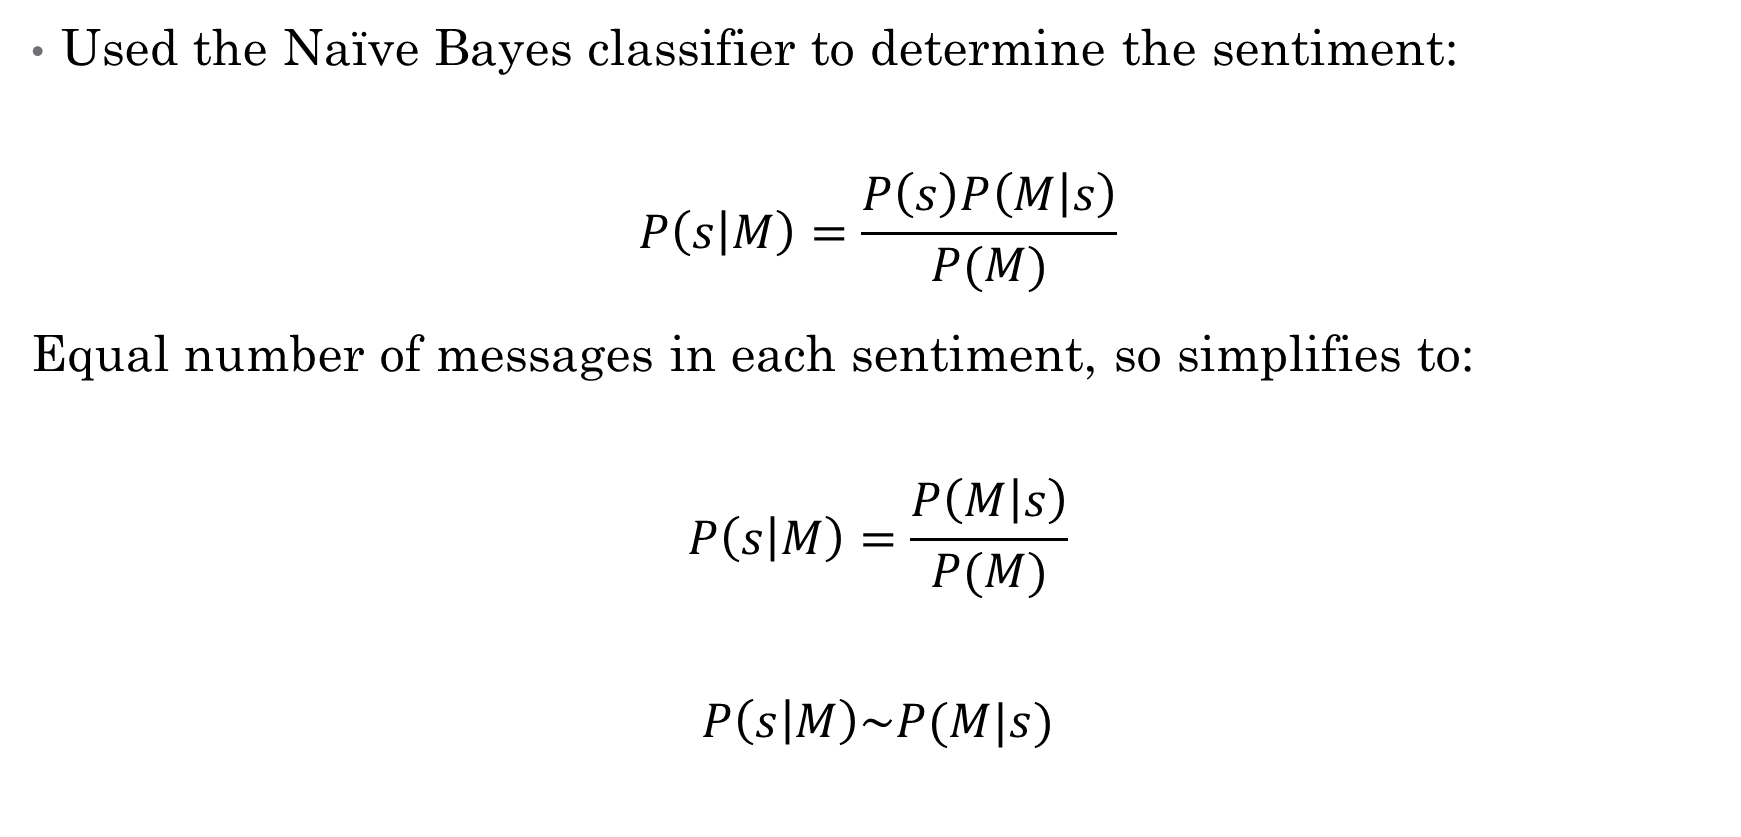 • Used the Naïve Bayes classifier to determine the sentiment:
P(s|M) = P(s)P(M|s) / P(M)
Equal number of messages in each sentiment, so simplifies to:
P(s|M) = P(M|s) / P(M)
P(s|M)~P(M|s)